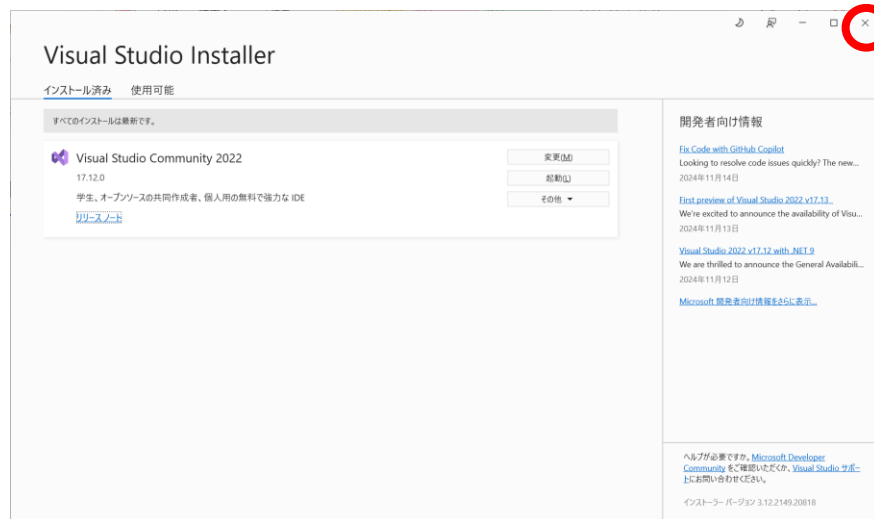 Visual Studio Installer
インストール済み 使用可能
すべてのインストールは最新です。
Visual Studio Community 2022
17.12.0
学生、オープンソースの共同作成者、個人用の無料で強力な IDE
リリース ノート
変更(M)
起動(L)
その他
開発者向け情報
Fix Code with GitHub Copilot
Looking to resolve code issues quickly? The new...
2024年11月14日
First preview of Visual Studio 2022 v17.13
We're excited to announce the availability of Visu...
2024年11月13日
Visual Studio 2022 v17.12 with .NET 9
We are thrilled to announce the General Availabili...
2024年11月12日
Microsoft 開発者向け情報をさらに表示...
ヘルプが必要ですか。Microsoft Developer
Community をご確認いただくか、Visual Studio サポー
トにお問い合わせください。
インストーラー バージョン 3.12.2149.20818